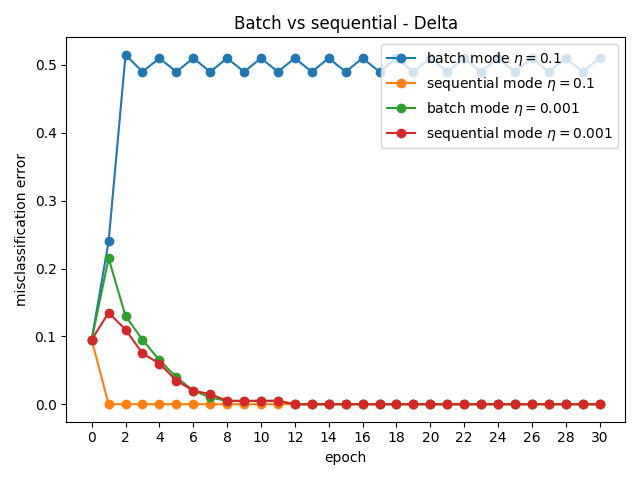 Batch vs sequential - Delta
batch mode η = 0.1
sequential mode η = 0.1
batch mode η = 0.001
sequential mode η = 0.001
misclassification error
0.5
0.4
0.3
0.2
0.1
0.0
0 2 4 6 8 10 12 14 16 18 20 22 24 26 28 30
epoch